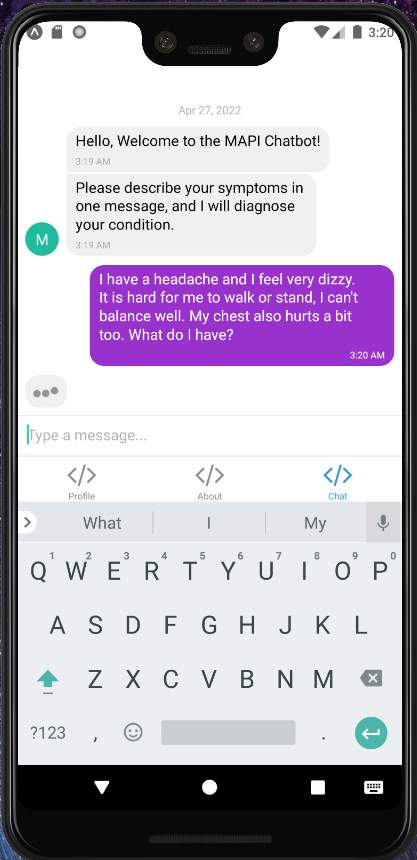 3:20
Apr 27, 2022
Hello, Welcome to the MAPI Chatbot!
3:19 AM
Please describe your symptoms in
one message, and I will diagnose
your condition.
3:19 AM
M
I have a headache and I feel very dizzy.
It is hard for me to walk or stand, I can't
balance well. My chest also hurts a bit
too. What do I have?
3:20 AM
Type a message...
</> </> </>
Profile About Chat
What I My
1 2 3 4 5 6 7 8 9 0
Q W E R T Y U I O P
A S D F G H J K L
Z X C V B N M
?123 , .